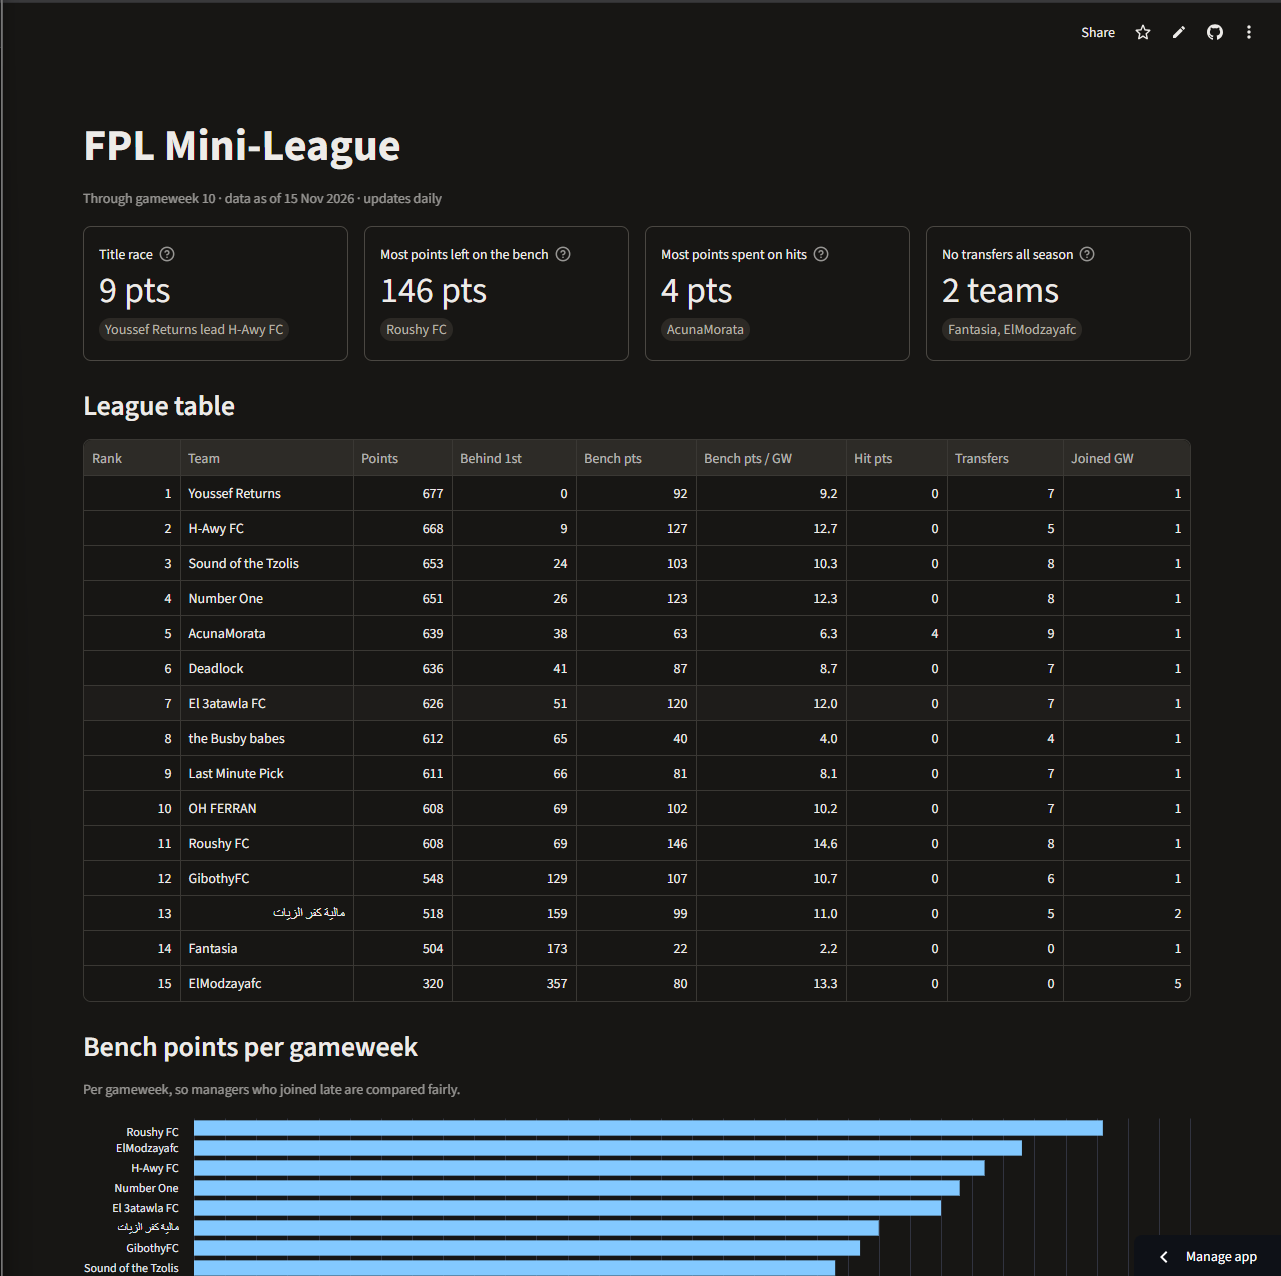 Share
FPL Mini-League
Through gameweek 10 · data as of 15 Nov 2026 · updates daily
Title race
9 pts
Youssef Returns lead H-Awy FC
Most points left on the bench
146 pts
Roushy FC
Most points spent on hits
4 pts
AcunaMorata
No transfers all season
2 teams
Fantasia, ElModzayafc
League table
Rank Team Points Behind 1st Bench pts Bench pts / GW Hit pts Transfers Joined GW
1 Youssef Returns 677 0 92 9.2 0 7 1
2 H-Awy FC 668 9 127 12.7 0 5 1
3 Sound of the Tzolis 653 24 103 10.3 0 8 1
4 Number One 651 26 123 12.3 0 8 1
5 AcunaMorata 639 38 63 6.3 4 9 1
6 Deadlock 636 41 87 8.7 0 7 1
7 El 3atawla FC 626 51 120 12.0 0 7 1
8 the Busby babes 612 65 40 4.0 0 4 1
9 Last Minute Pick 611 66 81 8.1 0 7 1
10 OH FERRAN 608 69 102 10.2 0 7 1
11 Roushy FC 608 69 146 14.6 0 8 1
12 GibothyFC 548 129 107 10.7 0 6 1
13 مالية كفر الزيات 518 159 99 11.0 0 5 2
14 Fantasia 504 173 22 2.2 0 0 1
15 ElModzayafc 320 357 80 13.3 0 0 5
Bench points per gameweek
Per gameweek, so managers who joined late are compared fairly.
Roushy FC
ElModzayafc
H-Awy FC
Number One
El 3atawla FC
مالية كفر الزيات
GibothyFC
Sound of the Tzolis
Manage app